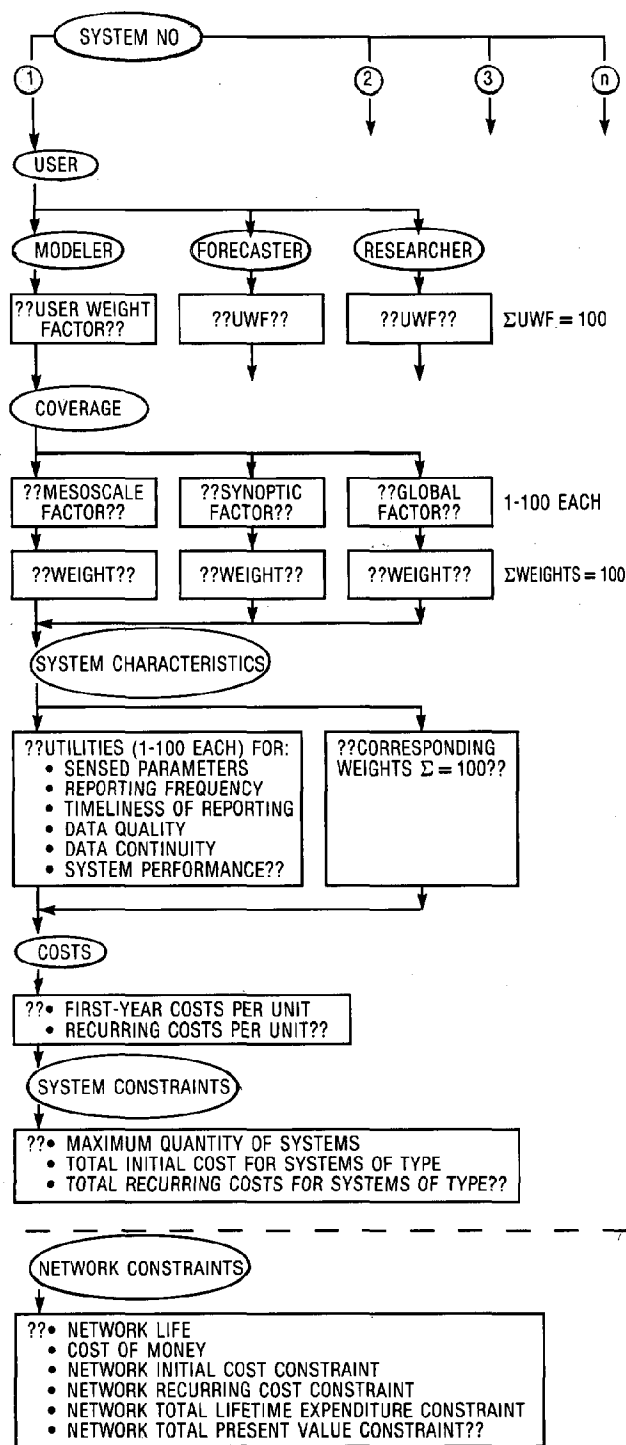 SYSTEM NO
1 2 3 n
USER
MODELER FORECASTER RESEARCHER
??USER WEIGHT
FACTOR??
??UWF??
??UWF??
ΣUWF = 100
COVERAGE
??MESOSCALE
FACTOR??
??SYNOPTIC
FACTOR??
??GLOBAL
FACTOR??
1-100 EACH
??WEIGHT??
??WEIGHT??
??WEIGHT??
ΣWEIGHTS = 100
SYSTEM CHARACTERISTICS
??UTILITIES (1-100 EACH) FOR:
• SENSED PARAMETERS
• REPORTING FREQUENCY
• TIMELINESS OF REPORTING
• DATA QUALITY
• DATA CONTINUITY
• SYSTEM PERFORMANCE??
??CORRESPONDING
WEIGHTS Σ = 100??
COSTS
??• FIRST-YEAR COSTS PER UNIT
• RECURRING COSTS PER UNIT??
SYSTEM CONSTRAINTS
??• MAXIMUM QUANTITY OF SYSTEMS
• TOTAL INITIAL COST FOR SYSTEMS OF TYPE
• TOTAL RECURRING COSTS FOR SYSTEMS OF TYPE??
NETWORK CONSTRAINTS
??• NETWORK LIFE
• COST OF MONEY
• NETWORK INITIAL COST CONSTRAINT
• NETWORK RECURRING COST CONSTRAINT
• NETWORK TOTAL LIFETIME EXPENDITURE CONSTRAINT
• NETWORK TOTAL PRESENT VALUE CONSTRAINT??